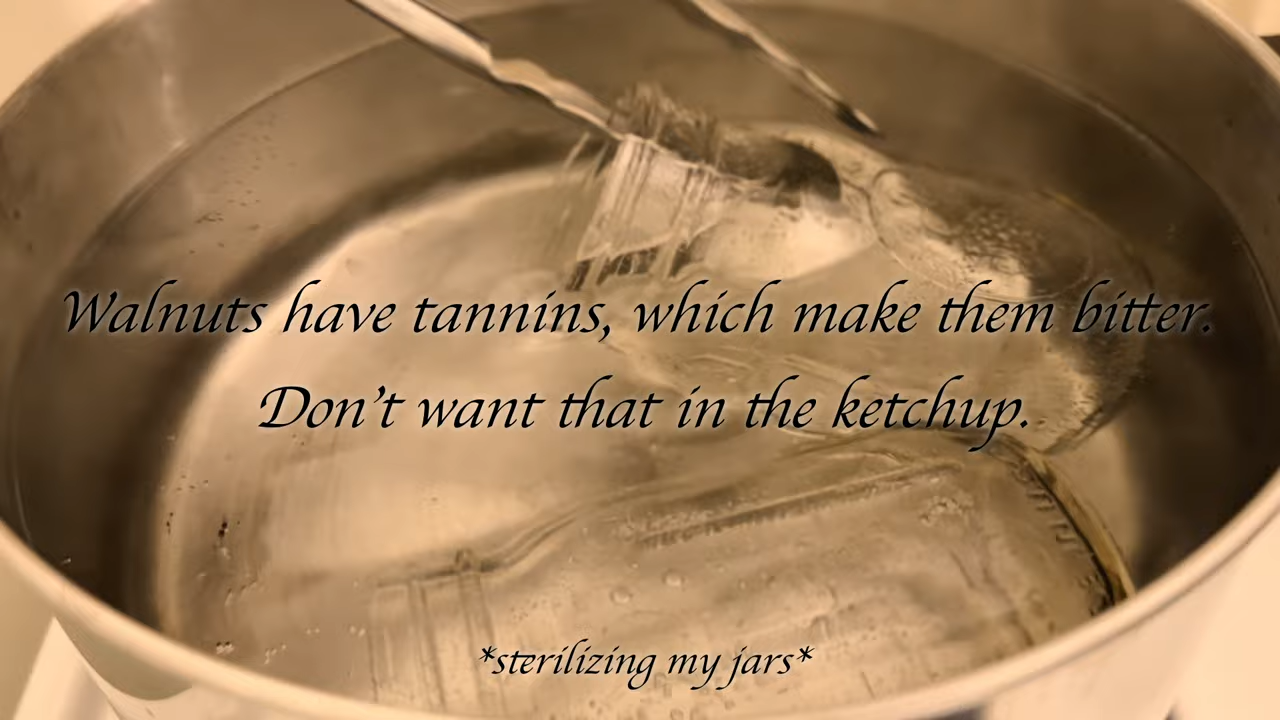 Walnuts have tannins, which make them bitter.
Don't want that in the ketchup.
*sterilizing my jars*